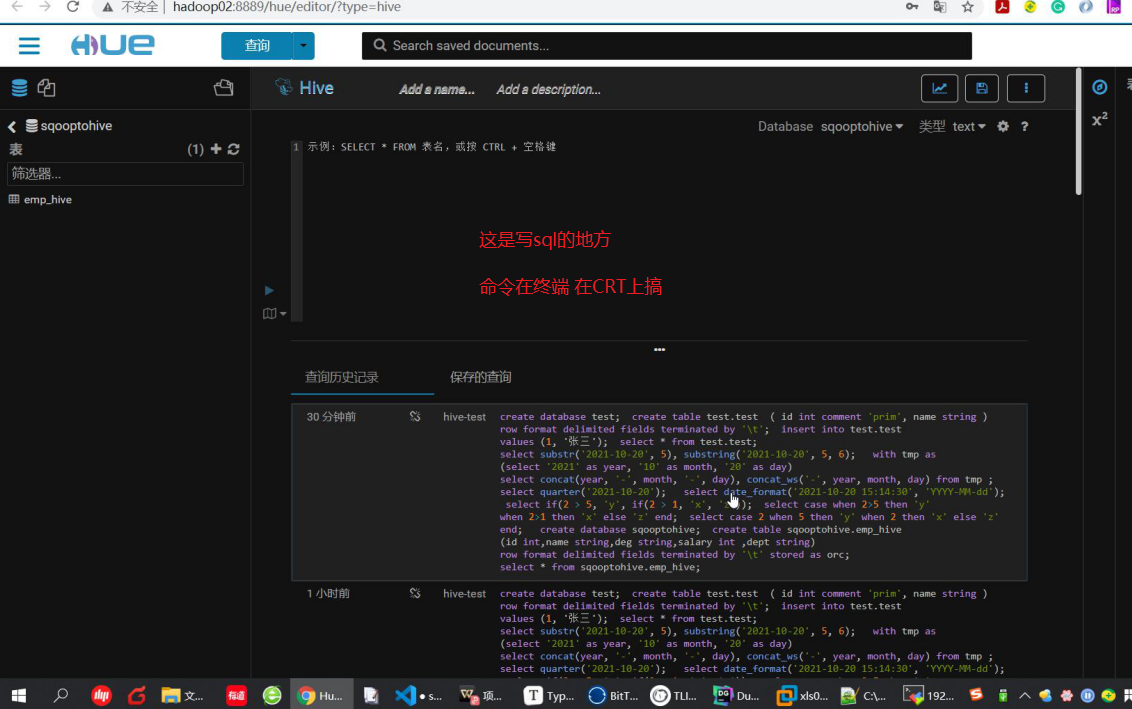 不安全 | hadoop02:8889/hue/editor/?type=hive
HUE
查询
Search saved documents...
Hive
Add a name...
Add a description...
sqooptohive
Database sqooptohive
类型 text
?
x²
表
(1)
筛选器...
emp_hive
1 示例: SELECT * FROM 表名, 或按 CTRL + 空格键
这是写sql的地方
命令在终端 在CRT上搞
查询历史记录
保存的查询
30 分钟前
hive-test
create database test;  create table test.test  ( id int comment 'prim', name string )
row format delimited fields terminated by '\t';  insert into test.test
values (1, '张三');  select * from test.test;
select substr('2021-10-20', 5), substring('2021-10-20', 5, 6);   with tmp as
(select '2021' as year, '10' as month, '20' as day)
select concat(year, '-', month, '-', day), concat_ws('-', year, month, day) from tmp ;
select quarter('2021-10-20');   select date_format('2021-10-20 15:14:30', 'YYYY-MM-dd');
select if(2 > 5, 'y', if(2 > 1, 'x', 'z'));  select case when 2>5 then 'y'
when 2>1 then 'x' else 'z' end;  select case 2 when 5 then 'y' when 2 then 'x' else 'z'
end;   create database sqooptohive;  create table sqooptohive.emp_hive
(id int,name string,deg string,salary int ,dept string)
row format delimited fields terminated by '\t' stored as orc;
select * from sqooptohive.emp_hive;
1 小时前
hive-test
create database test;  create table test.test  ( id int comment 'prim', name string )
row format delimited fields terminated by '\t';  insert into test.test
values (1, '张三');  select * from test.test;
select substr('2021-10-20', 5), substring('2021-10-20', 5, 6);   with tmp as
(select '2021' as year, '10' as month, '20' as day)
select concat(year, '-', month, '-', day), concat_ws('-', year, month, day) from tmp ;
select quarter('2021-10-20');   select date_format('2021-10-20 15:14:30', 'YYYY-MM-dd');
文...
有道
Hu...
● s...
项...
Typ...
BitT...
TLI...
Du...
xls0...
C:\...
192...